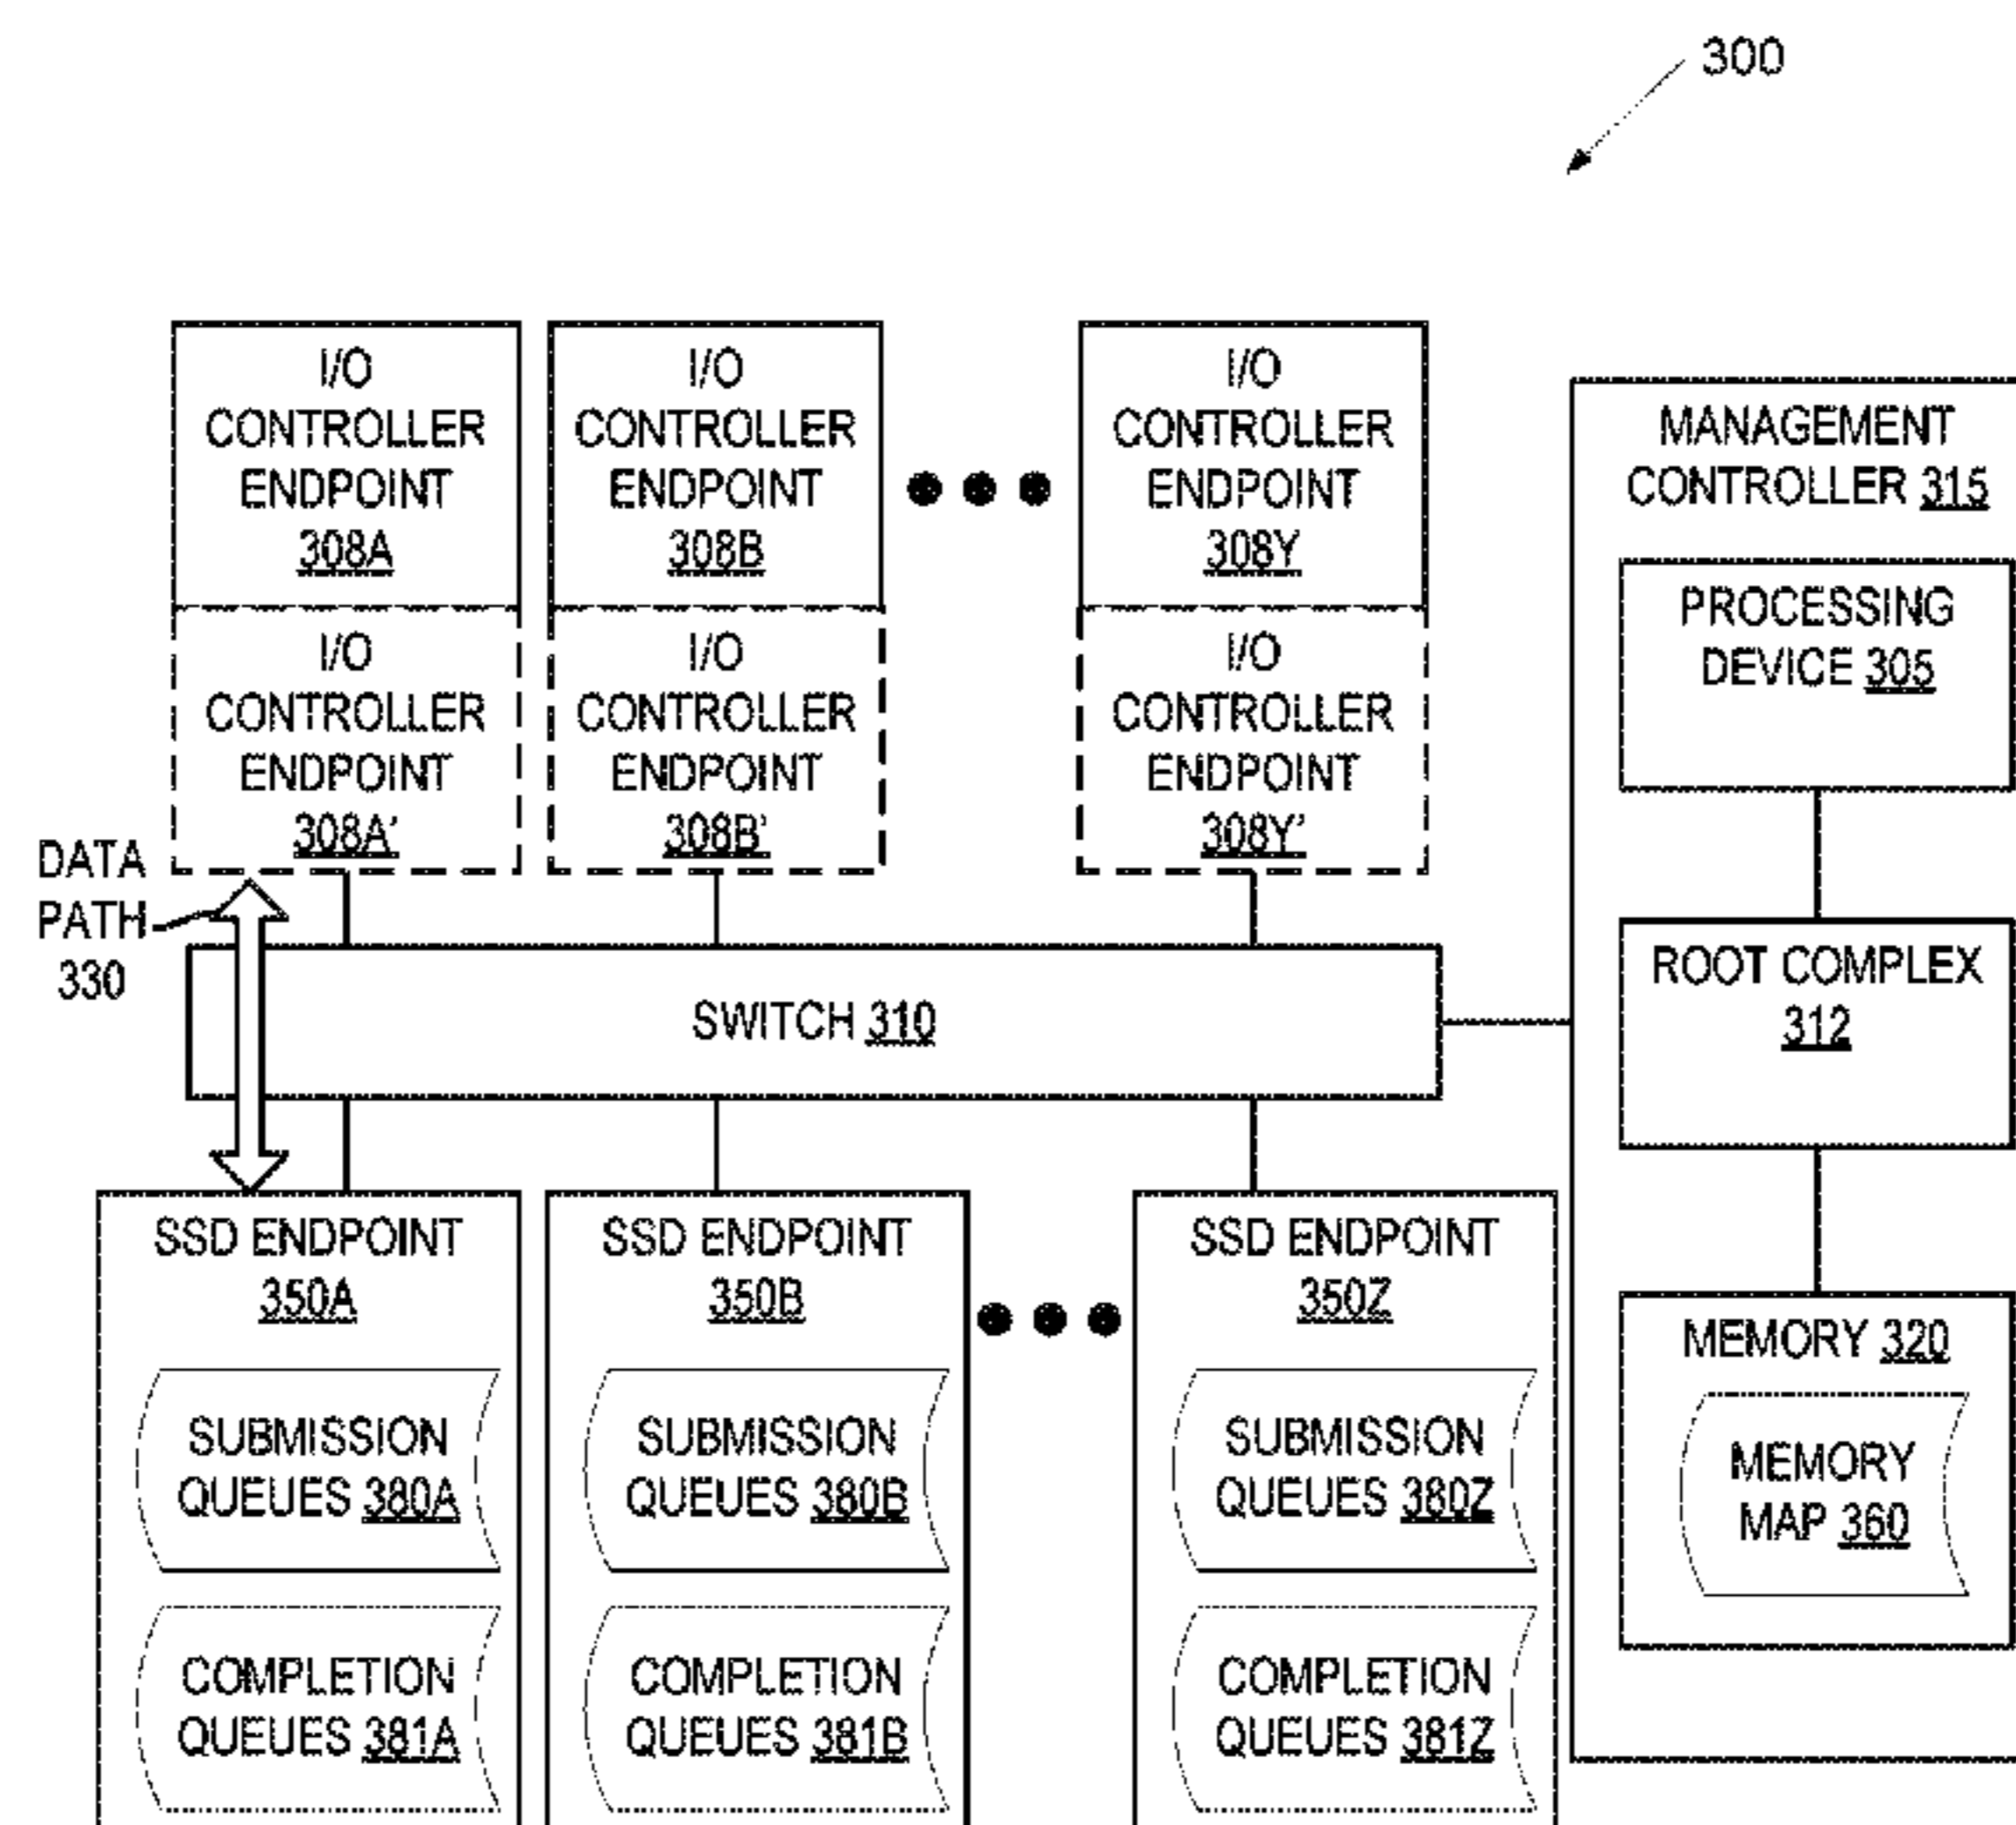 300
I/O
CONTROLLER
ENDPOINT
308A
I/O
CONTROLLER
ENDPOINT
308B
I/O
CONTROLLER
ENDPOINT
308Y
I/O
CONTROLLER
ENDPOINT
308A'
I/O
CONTROLLER
ENDPOINT
308B'
I/O
CONTROLLER
ENDPOINT
308Y'
MANAGEMENT
CONTROLLER 315
PROCESSING
DEVICE 305
ROOT COMPLEX
312
MEMORY 320
MEMORY
MAP 360
DATA
PATH
330
SWITCH 310
SSD ENDPOINT
350A
SUBMISSION
QUEUES 380A
COMPLETION
QUEUES 381A
SSD ENDPOINT
350B
SUBMISSION
QUEUES 380B
COMPLETION
QUEUES 381B
SSD ENDPOINT
350Z
SUBMISSION
QUEUES 380Z
COMPLETION
QUEUES 381Z